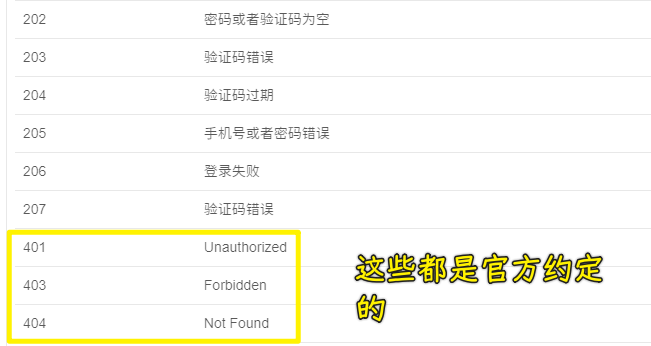 202 密码或者验证码为空
203 验证码错误
204 验证码过期
205 手机号或者密码错误
206 登录失败
207 验证码错误
401 Unauthorized
403 Forbidden
404 Not Found
这些都是官方约定
的